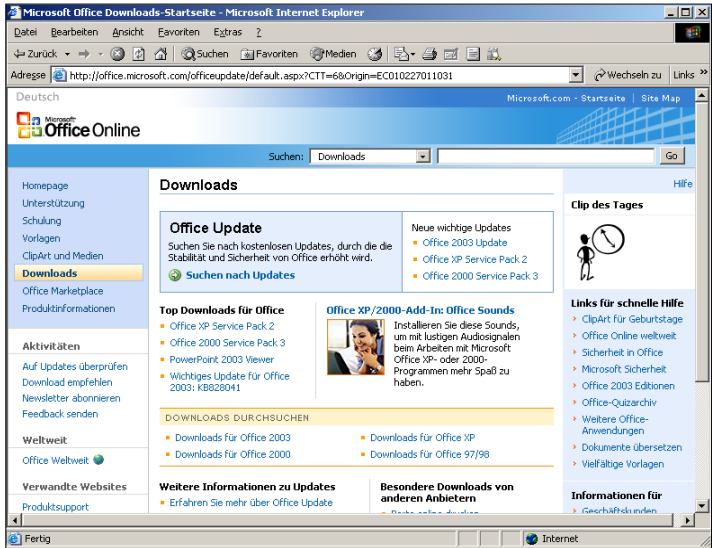 Microsoft Office Downloads-Startseite - Microsoft Internet Explorer
Datei Bearbeiten Ansicht Favoriten Extras ?
Zurück Suchen Favoriten Medien
Adresse http://office.microsoft.com/officeupdate/default.aspx?CTT=6&Origin=EC010227011031 Wechseln zu Links »
Deutsch
Microsoft.com - Startseite | Site Map
Microsoft
Office Online
Suchen: Downloads Go
Homepage
Unterstützung
Schulung
Vorlagen
ClipArt und Medien
Downloads
Office Marketplace
Produktinformationen
Aktivitäten
Auf Updates überprüfen
Download empfehlen
Newsletter abonnieren
Feedback senden
Weltweit
Office Weltweit
Verwandte Websites
Produktsupport
Downloads
Office Update
Suchen Sie nach kostenlosen Updates, durch die die
Stabilität und Sicherheit von Office erhöht wird.
Suchen nach Updates
Neue wichtige Updates
Office 2003 Update
Office XP Service Pack 2
Office 2000 Service Pack 3
Top Downloads für Office
Office XP Service Pack 2
Office 2000 Service Pack 3
PowerPoint 2003 Viewer
Wichtiges Update für Office
2003: KB828041
Office XP/2000-Add-In: Office Sounds
Installieren Sie diese Sounds,
um mit lustigen Audiosignalen
beim Arbeiten mit Microsoft
Office XP- oder 2000-
Programmen mehr Spaß zu
haben.
DOWNLOADS DURCHSUCHEN
Downloads für Office 2003
Downloads für Office XP
Downloads für Office 2000
Downloads für Office 97/98
Weitere Informationen zu Updates
Erfahren Sie mehr über Office Update
Besondere Downloads von
anderen Anbietern
Karte online drucken
Hilfe
Clip des Tages
Links für schnelle Hilfe
ClipArt für Geburtstage
Office Online weltweit
Sicherheit in Office
Microsoft Sicherheit
Office 2003 Editionen
Office-Quizarchiv
Weitere Office-
Anwendungen
Dokumente übersetzen
Vielfältige Vorlagen
Informationen für
Geschäftskunden
Fertig
Internet